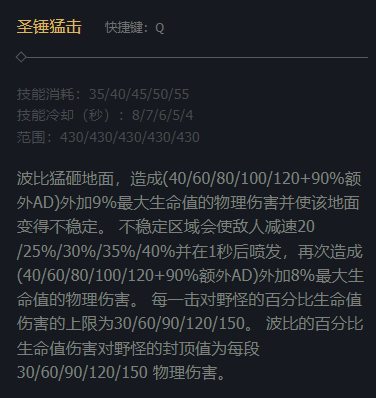 圣锤猛击 快捷键：Q
技能消耗：35/40/45/50/55
技能冷却（秒）：8/7/6/5/4
范围：430/430/430/430/430
波比猛砸地面，造成(40/60/80/100/120+90%额
外AD)外加9%最大生命值的物理伤害并使该地面
变得不稳定。 不稳定区域会使敌人减速20
/25%/30%/35%/40%并在1秒后喷发，再次造成
(40/60/80/100/120+90%额外AD)外加8%最大生
命值的物理伤害。 每一击对野怪的百分比生命值
伤害的上限为30/60/90/120/150。 波比的百分比
生命值伤害对野怪的封顶值为每段
30/60/90/120/150 物理伤害。